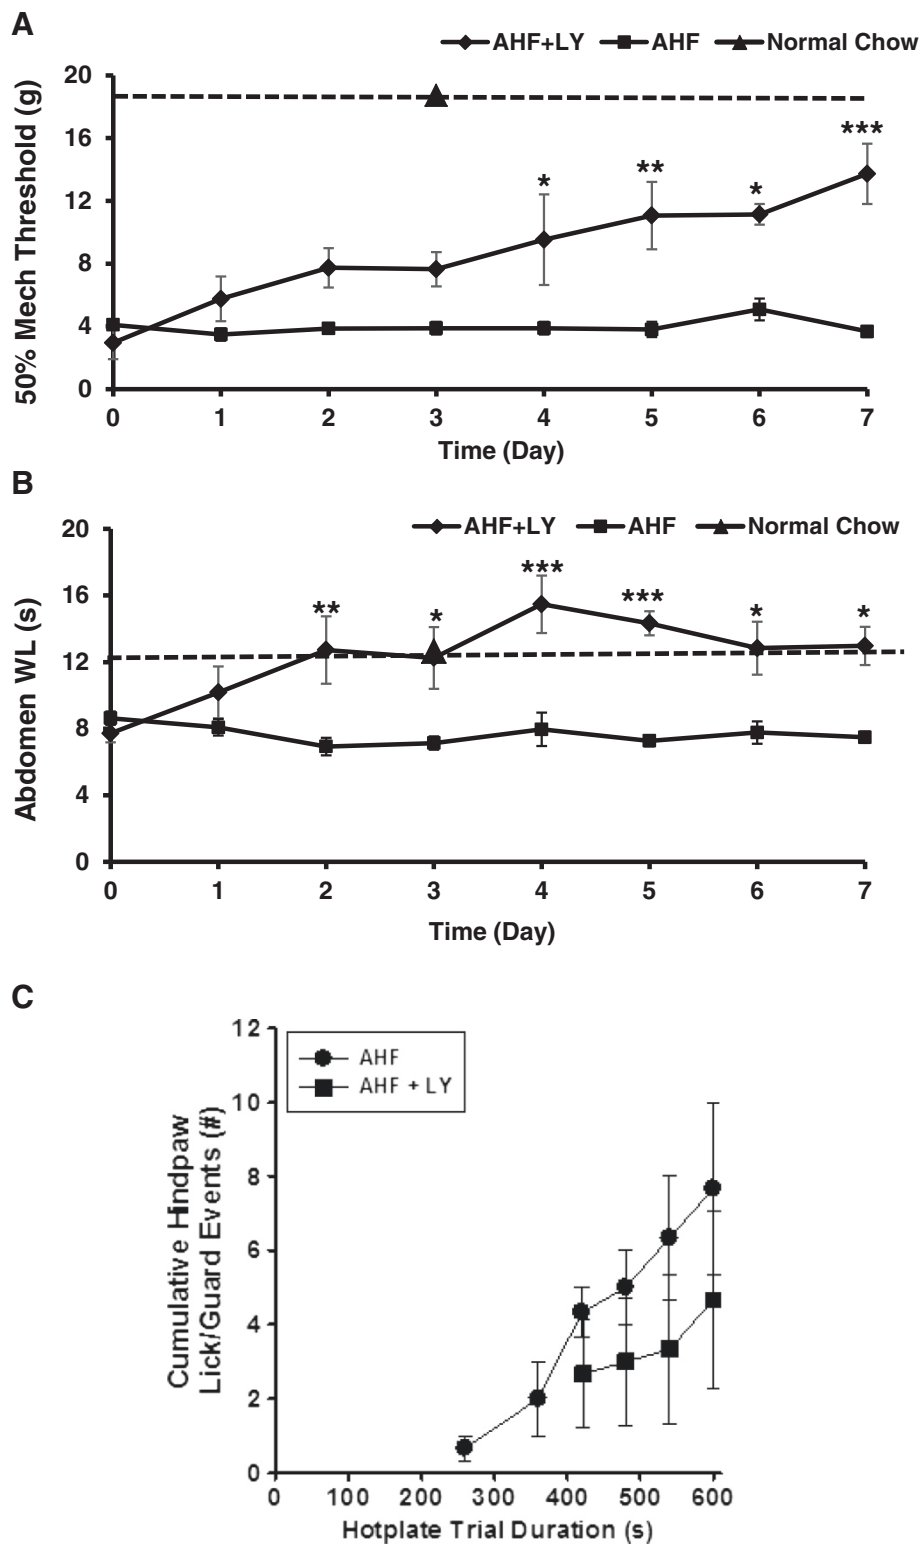 A
AHF+LY AHF Normal Chow
50% Mech Threshold (g)
20
16
12
8
4
0
* ** * ***
0 1 2 3 4 5 6 7
Time (Day)
B
AHF+LY AHF Normal Chow
Abdomen WL (s)
20
16
12
8
4
0
** * *** *** * *
0 1 2 3 4 5 6 7
Time (Day)
C
Cumulative Hindpaw
Lick/Guard Events (#)
12
10
8
6
4
2
0
AHF
AHF + LY
0 100 200 300 400 500 600
Hotplate Trial Duration (s)